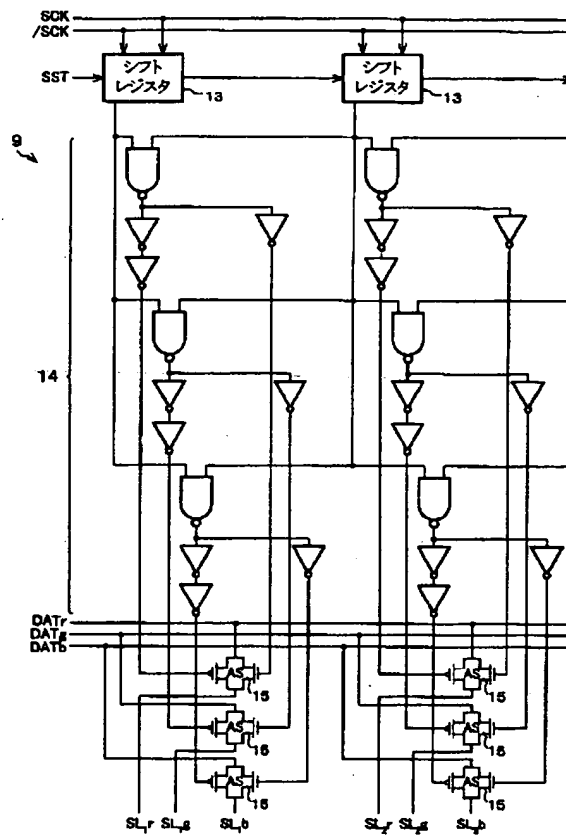 SCK
/SCK
SST
シフト
レジスタ
13
シフト
レジスタ
13
9
14
DATr
DATg
DATb
AS
15
AS
15
AS
15
AS
15
AS
15
AS
15
SL₁r SL₁g SL₁b SL₂r SL₂g SL₂b